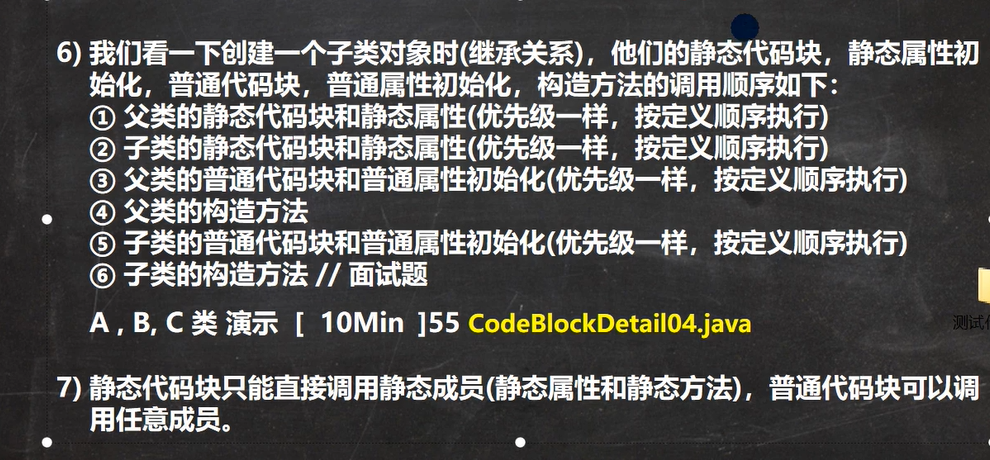 6) 我们看一下创建一个子类对象时(继承关系)，他们的静态代码块，静态属性初
始化，普通代码块，普通属性初始化，构造方法的调用顺序如下：
① 父类的静态代码块和静态属性(优先级一样，按定义顺序执行)
② 子类的静态代码块和静态属性(优先级一样，按定义顺序执行)
③ 父类的普通代码块和普通属性初始化(优先级一样，按定义顺序执行)
④ 父类的构造方法
⑤ 子类的普通代码块和普通属性初始化(优先级一样，按定义顺序执行)
⑥ 子类的构造方法 // 面试题
A , B, C 类 演示 [ 10Min ]55 CodeBlockDetail04.java
测试
7) 静态代码块只能直接调用静态成员(静态属性和静态方法)，普通代码块可以调
用任意成员。